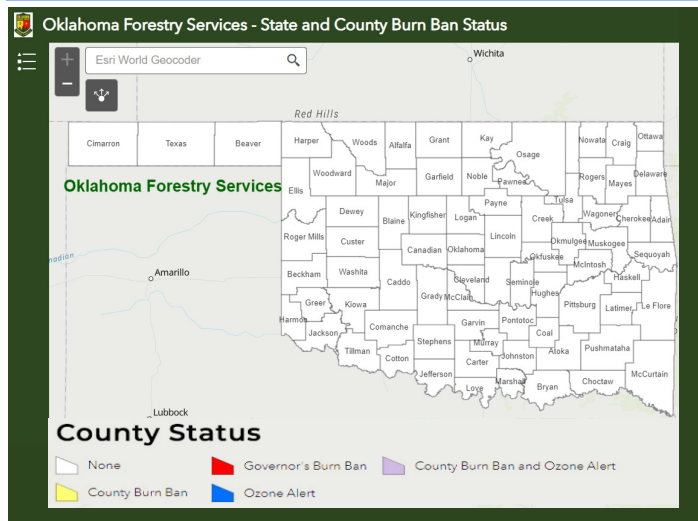 Oklahoma Forestry Services - State and County Burn Ban Status
Esri World Geocoder
Wichita
Red Hills
Cimarron Texas Beaver Harper Woods Alfalfa Grant Kay Osage Nowata Craig Ottawa
Oklahoma Forestry Services
Ellis Woodward Major Garfield Noble Pawnee Rogers Mayes Delaware
Roger Mills Dewey Blaine Kingfisher Logan Payne Creek Tulsa Wagoner Cherokee Adair
Custer Canadian Oklahoma Lincoln Okfuskee Okmulgee Muskogee Sequoyah
adian
Amarillo
Beckham Washita Caddo Grady McClain Cleveland Seminole Hughes McIntosh Haskell
Harmon Greer Kiowa Comanche Garvin Pontotoc Pittsburg Latimer Le Flore
Jackson Tillman Cotton Stephens Murray Coal
Jefferson Carter Johnston Atoka Pushmataha
Love Marshall Bryan Choctaw McCurtain
Lubbock
County Status
None Governor's Burn Ban County Burn Ban and Ozone Alert
County Burn Ban Ozone Alert